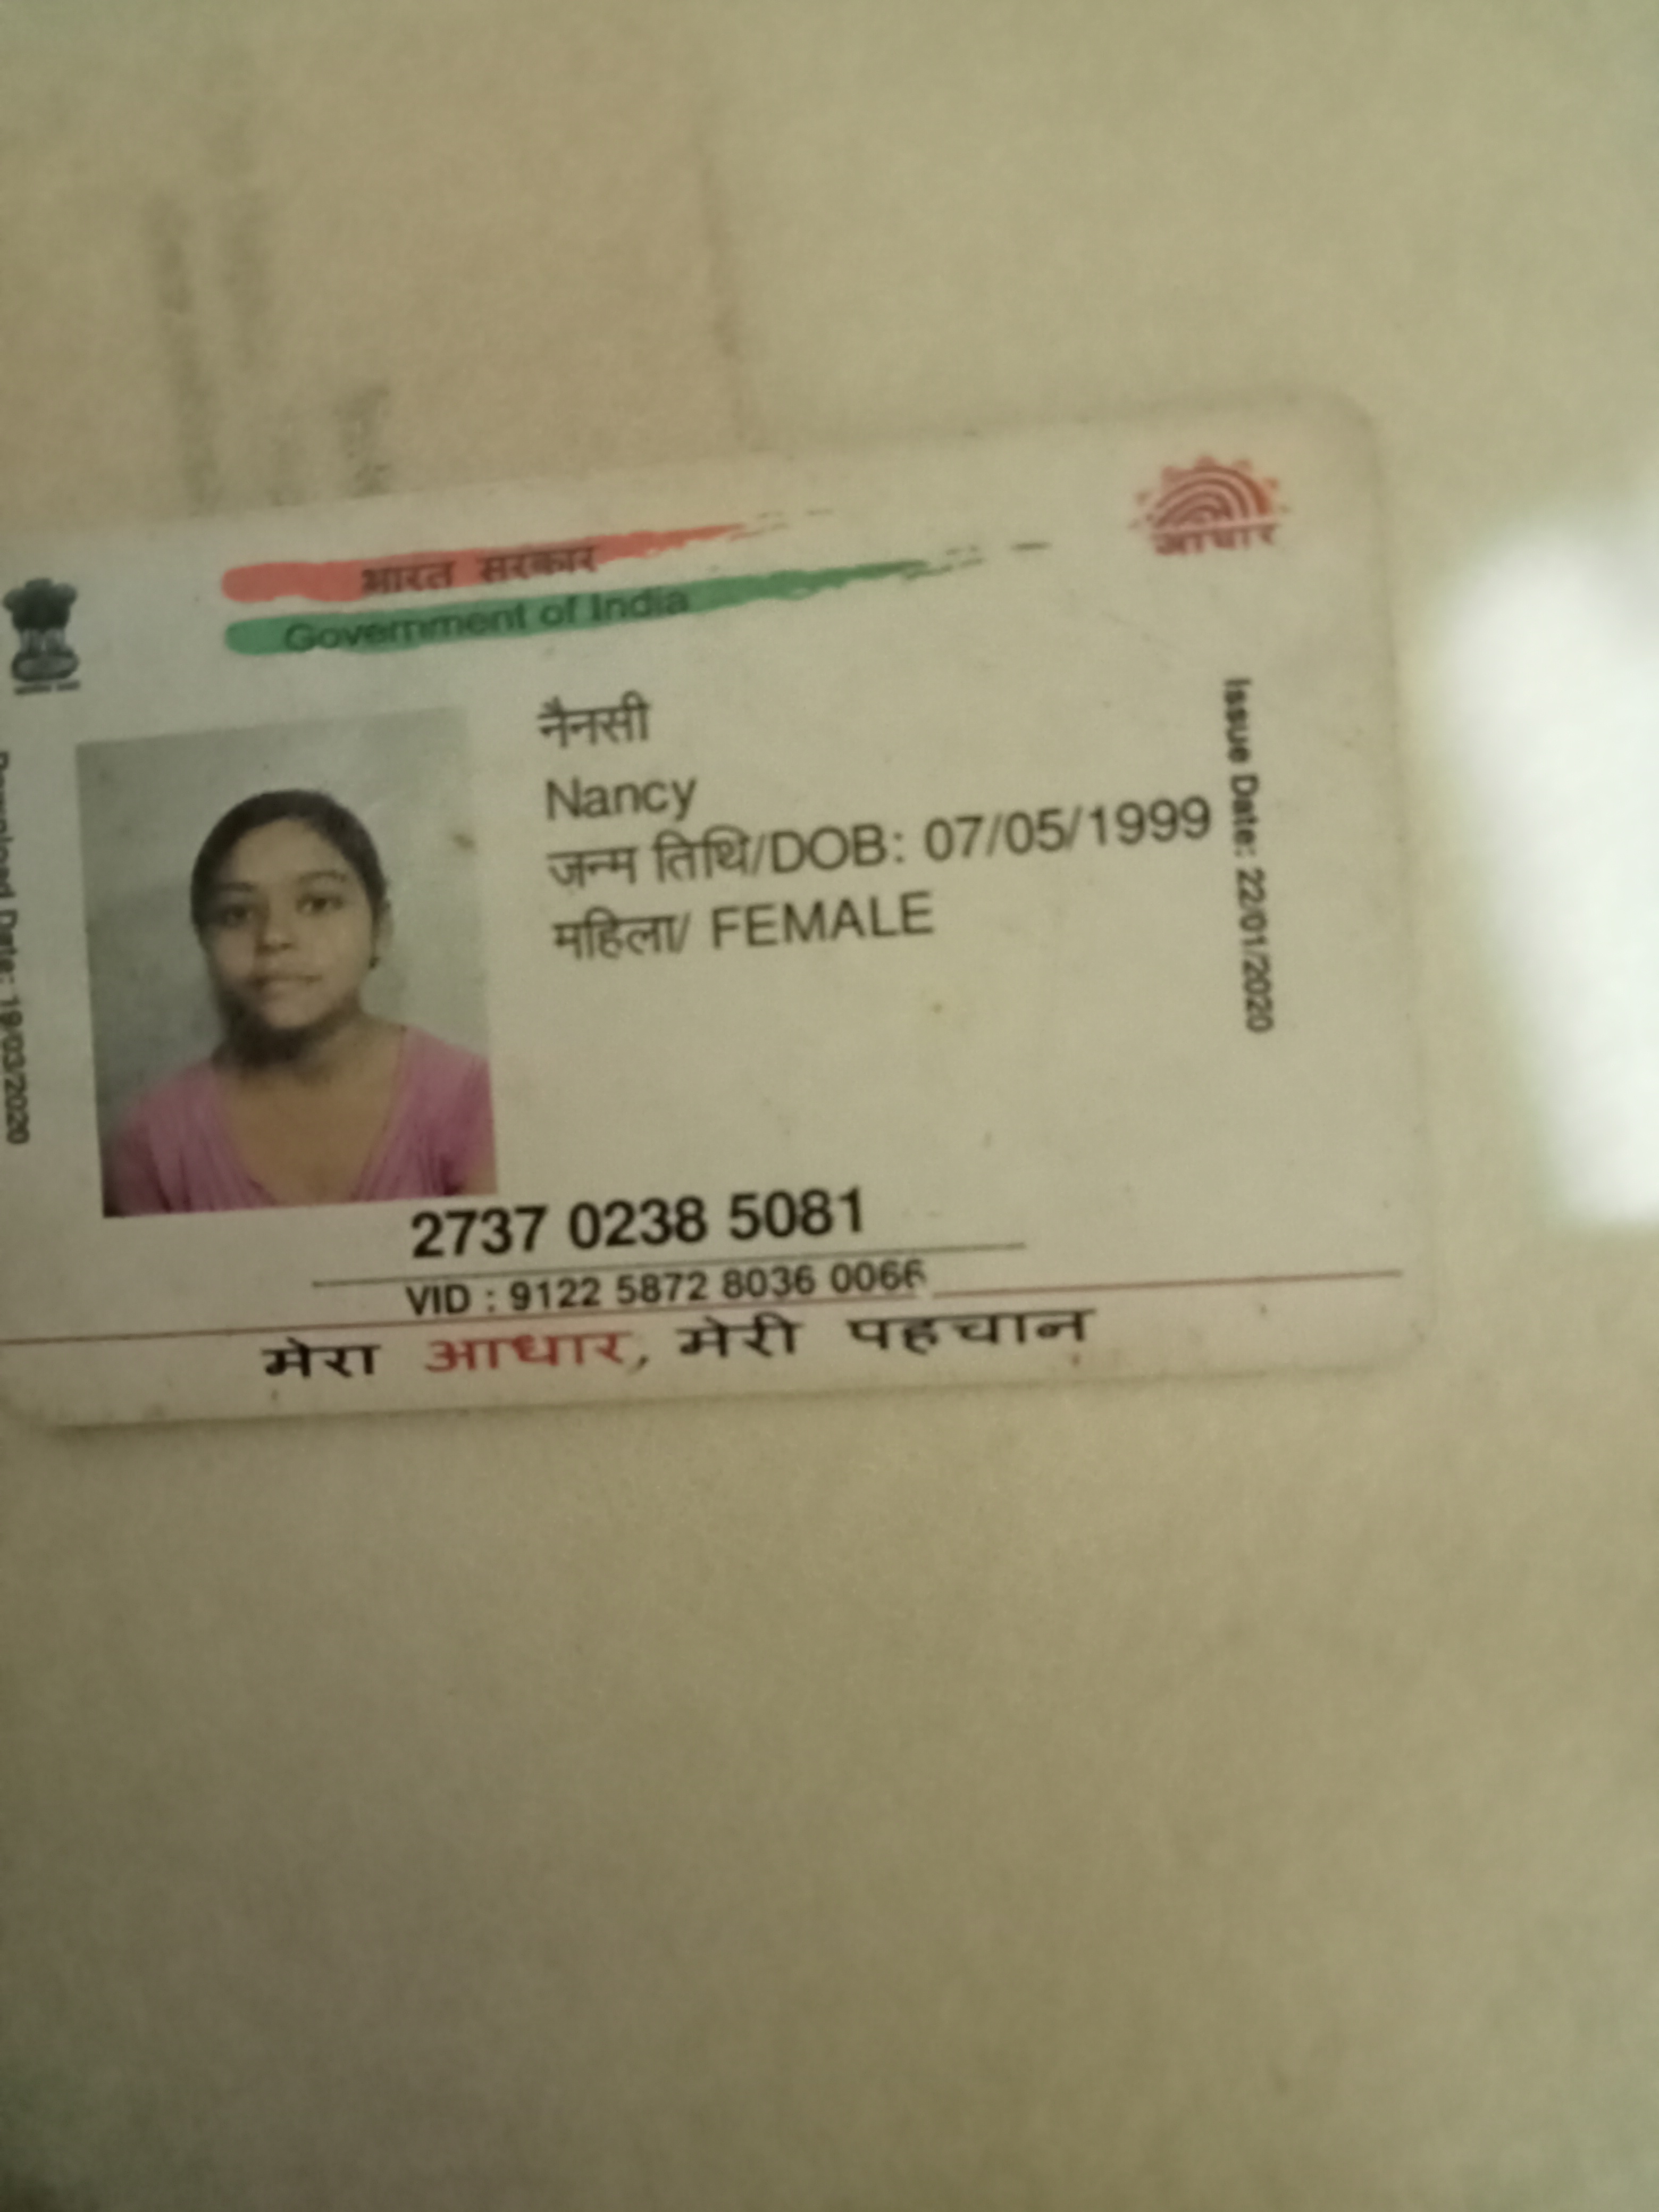 भारत सरकार
Government of India
आधार
नैनसी
Nancy
जन्म तिथि/DOB: 07/05/1999
महिला/ FEMALE
Issue Date: 22/01/2020
Download Date: 19/03/2020
2737 0238 5081
VID : 9122 5872 8036 0066
मेरा आधार, मेरी पहचान